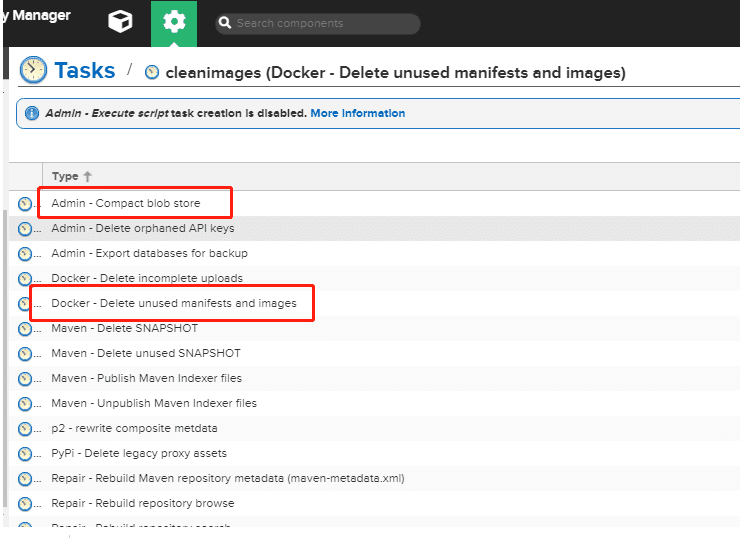 y Manager
Search components
Tasks / cleanimages (Docker - Delete unused manifests and images)
Admin - Execute script task creation is disabled. More information
Type
Admin - Compact blob store
Admin - Delete orphaned API keys
Admin - Export databases for backup
Docker - Delete incomplete uploads
Docker - Delete unused manifests and images
Maven - Delete SNAPSHOT
Maven - Delete unused SNAPSHOT
Maven - Publish Maven Indexer files
Maven - Unpublish Maven Indexer files
p2 - rewrite composite metdata
PyPi - Delete legacy proxy assets
Repair - Rebuild Maven repository metadata (maven-metadata.xml)
Repair - Rebuild repository browse
Repair - Rebuild repository search